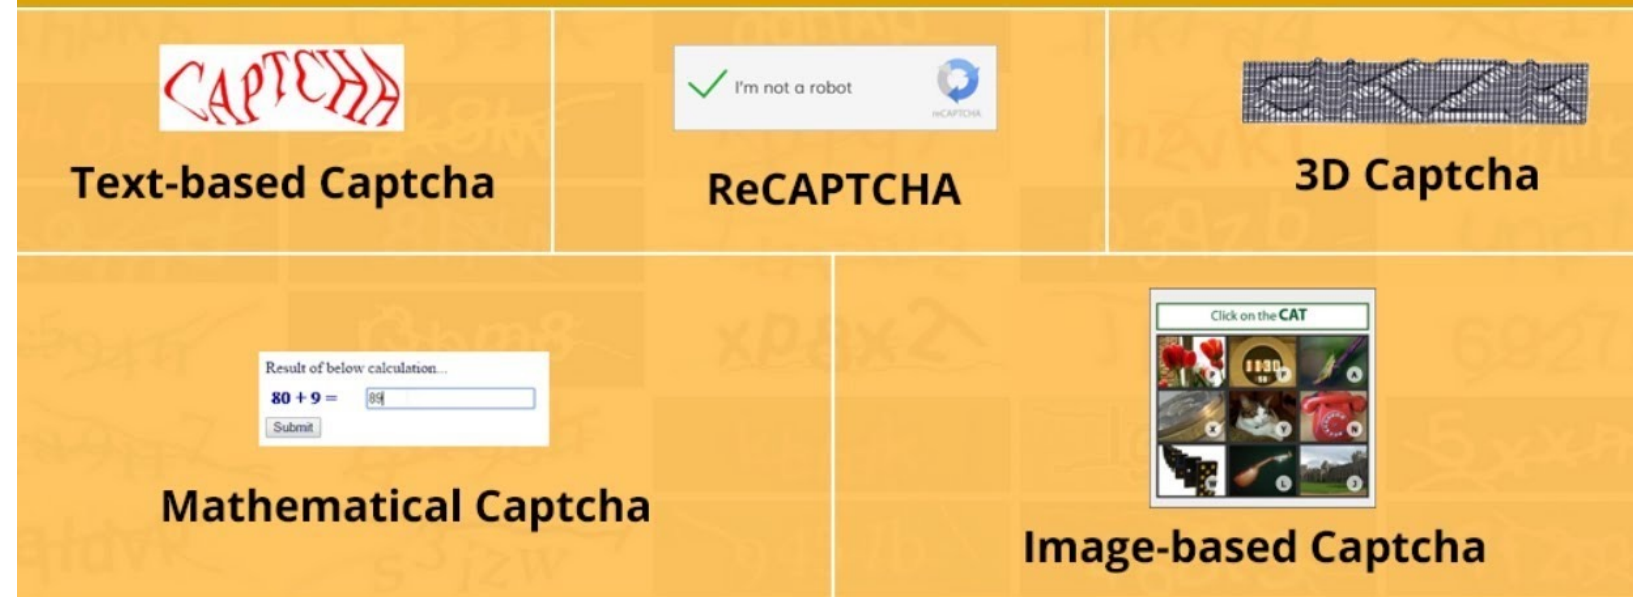 CAPTCHA
Text-based Captcha
I'm not a robot
reCAPTCHA
ReCAPTCHA
3D Captcha
Result of below calculation...
80 + 9 = 89
Submit
Mathematical Captcha
Click on the CAT
P F A
X Y N
W L J
Image-based Captcha